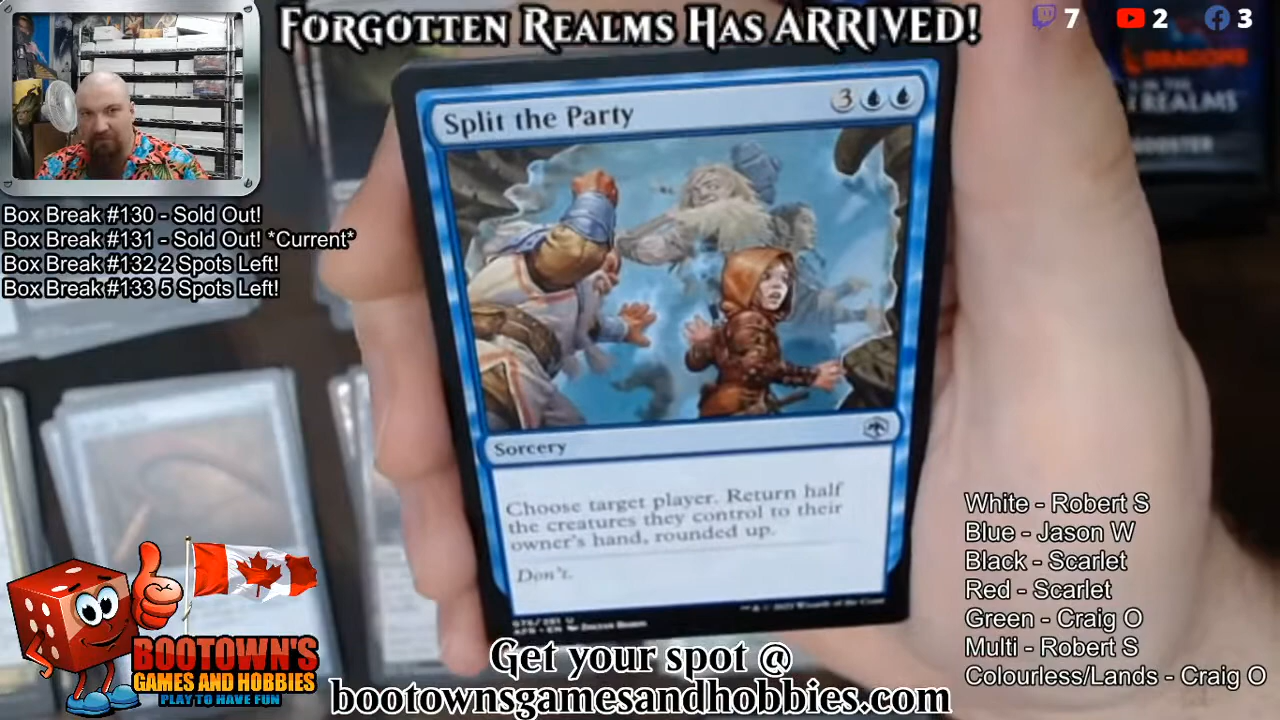 FORGOTTEN REALMS HAS ARRIVED!
7 2 3
DRAGONS
REALMS
Split the Party
3
Box Break #130 - Sold Out!
Box Break #131 - Sold Out! *Current*
Box Break #132 2 Spots Left!
Box Break #133 5 Spots Left!
Sorcery
Choose target player. Return half
the creatures they control to their
owner's hand, rounded up.
Don't.
White - Robert S
Blue - Jason W
Black - Scarlet
Red - Scarlet
Green - Craig O
Multi - Robert S
Colourless/Lands - Craig O
BOOTOWN'S
GAMES AND HOBBIES
PLAY TO HAVE FUN
Get your spot @
bootownsgamesandhobbies.com